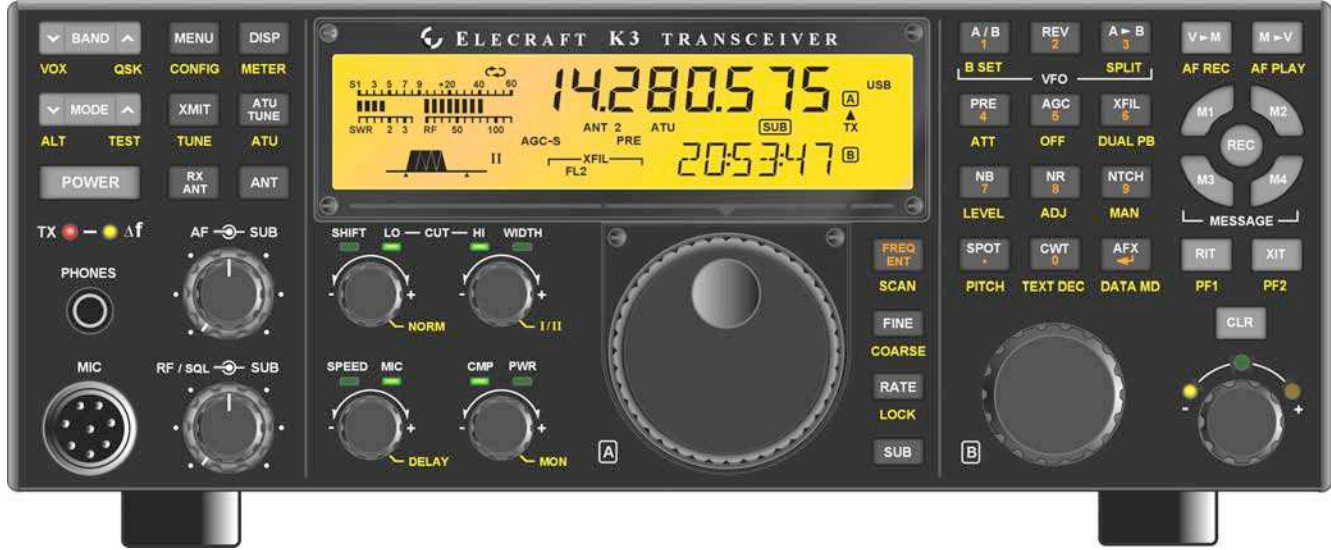 ELECRAFT K3 TRANSCEIVER
BAND
VOX QSK
MENU
CONFIG
DISP
METER
MODE
ALT TEST
XMIT
TUNE
ATU
TUNE
ATU
POWER
RX
ANT
ANT
TX Δf
PHONES
MIC
AF SUB
RF / SQL SUB
S1 3 5 7 9 +20 40 60
SWR 2 3 RF 50 100
14.280.575
USB
A
TX
ANT 2 ATU SUB
AGC-S PRE
XFIL
FL2
II
20:53:47 B
SHIFT LO CUT HI WIDTH
- + - +
NORM I/II
SPEED MIC CMP PWR
- + - +
DELAY MON
A
FREQ
ENT
SCAN
FINE
COARSE
RATE
LOCK
SUB
A / B
1
B SET
REV
2
A ► B
3
SPLIT
VFO
PRE
4
ATT
AGC
5
OFF
XFIL
6
DUAL PB
NB
7
LEVEL
NR
8
ADJ
NTCH
9
MAN
SPOT
.
PITCH
CWT
0
TEXT DEC
AFX
DATA MD
B
V►M
AF REC
M►V
AF PLAY
M1 M2
REC
M3 M4
MESSAGE
RIT
PF1
XIT
PF2
CLR
- +